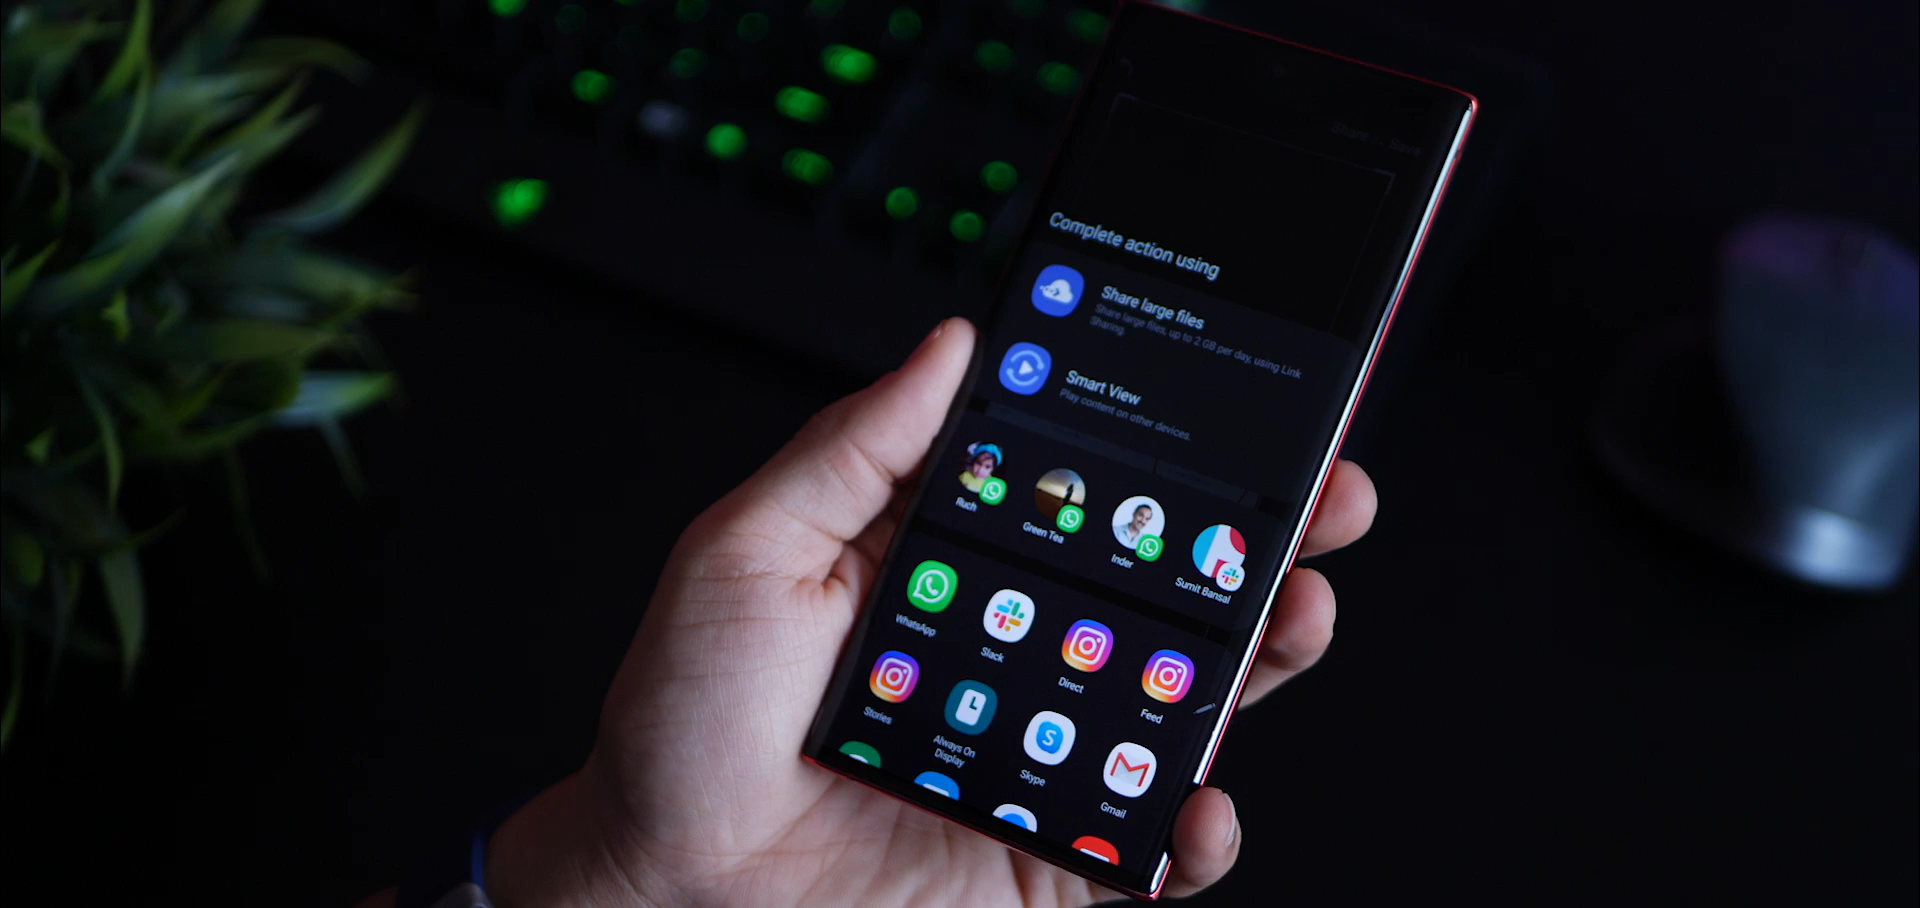 Share
Save
Complete action using
Share large files
Share large files, up to 2 GB per day, using Link
Sharing.
Smart View
Play content on other devices.
Ruch
Green Tea
Inder
Sumit Bansal
WhatsApp
Slack
Direct
Feed
Stories
Always On
Display
Skype
Gmail